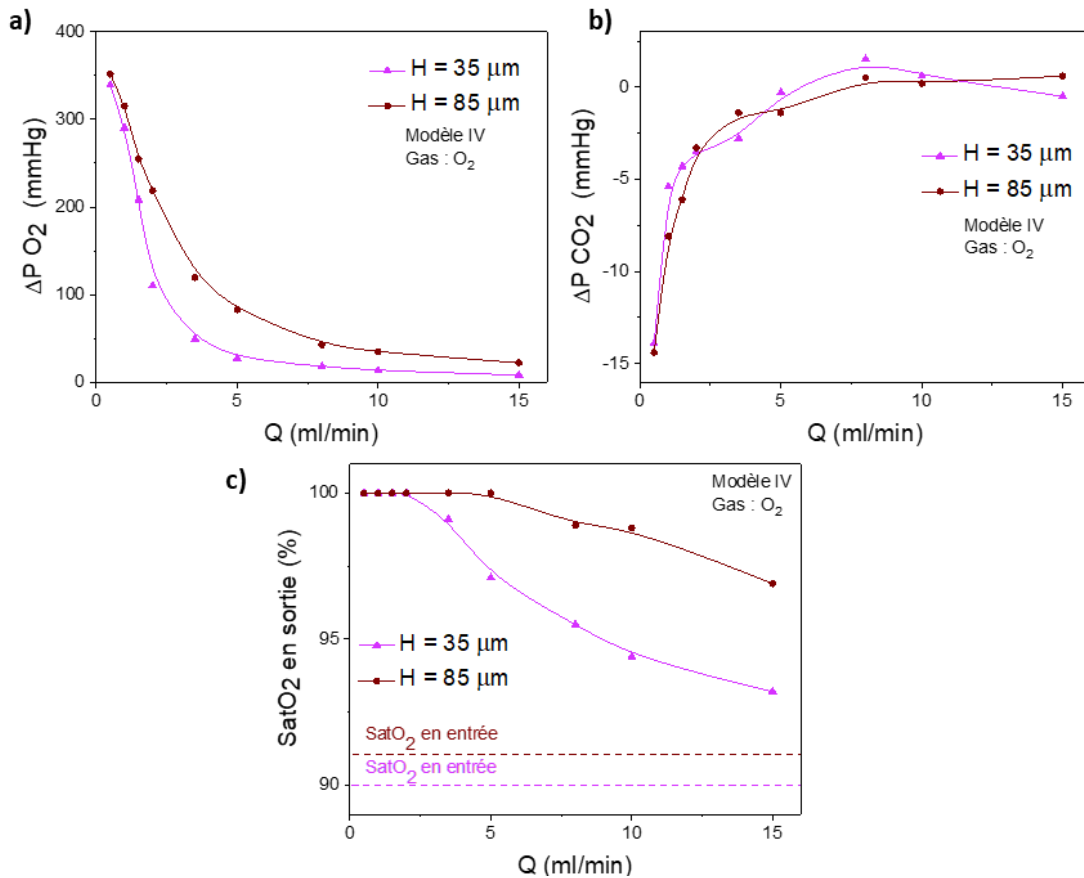 a)
400
300
200
100
0
ΔP O₂ (mmHg)
H = 35 μm
H = 85 μm
Modèle IV
Gas : O₂
0
5
10
15
Q (ml/min)
b)
0
-5
-10
-15
ΔP CO2 (mmHg)
H = 35 μm
H = 85 μm
Modèle IV
Gas : O₂
0
5
10
15
Q (ml/min)
c)
100
95
90
SatO2 en sortie (%)
Modèle IV
Gas : O₂
H = 35 μm
H = 85 μm
SatO₂ en entrée
SatO₂ en entrée
0
5
10
15
Q (ml/min)